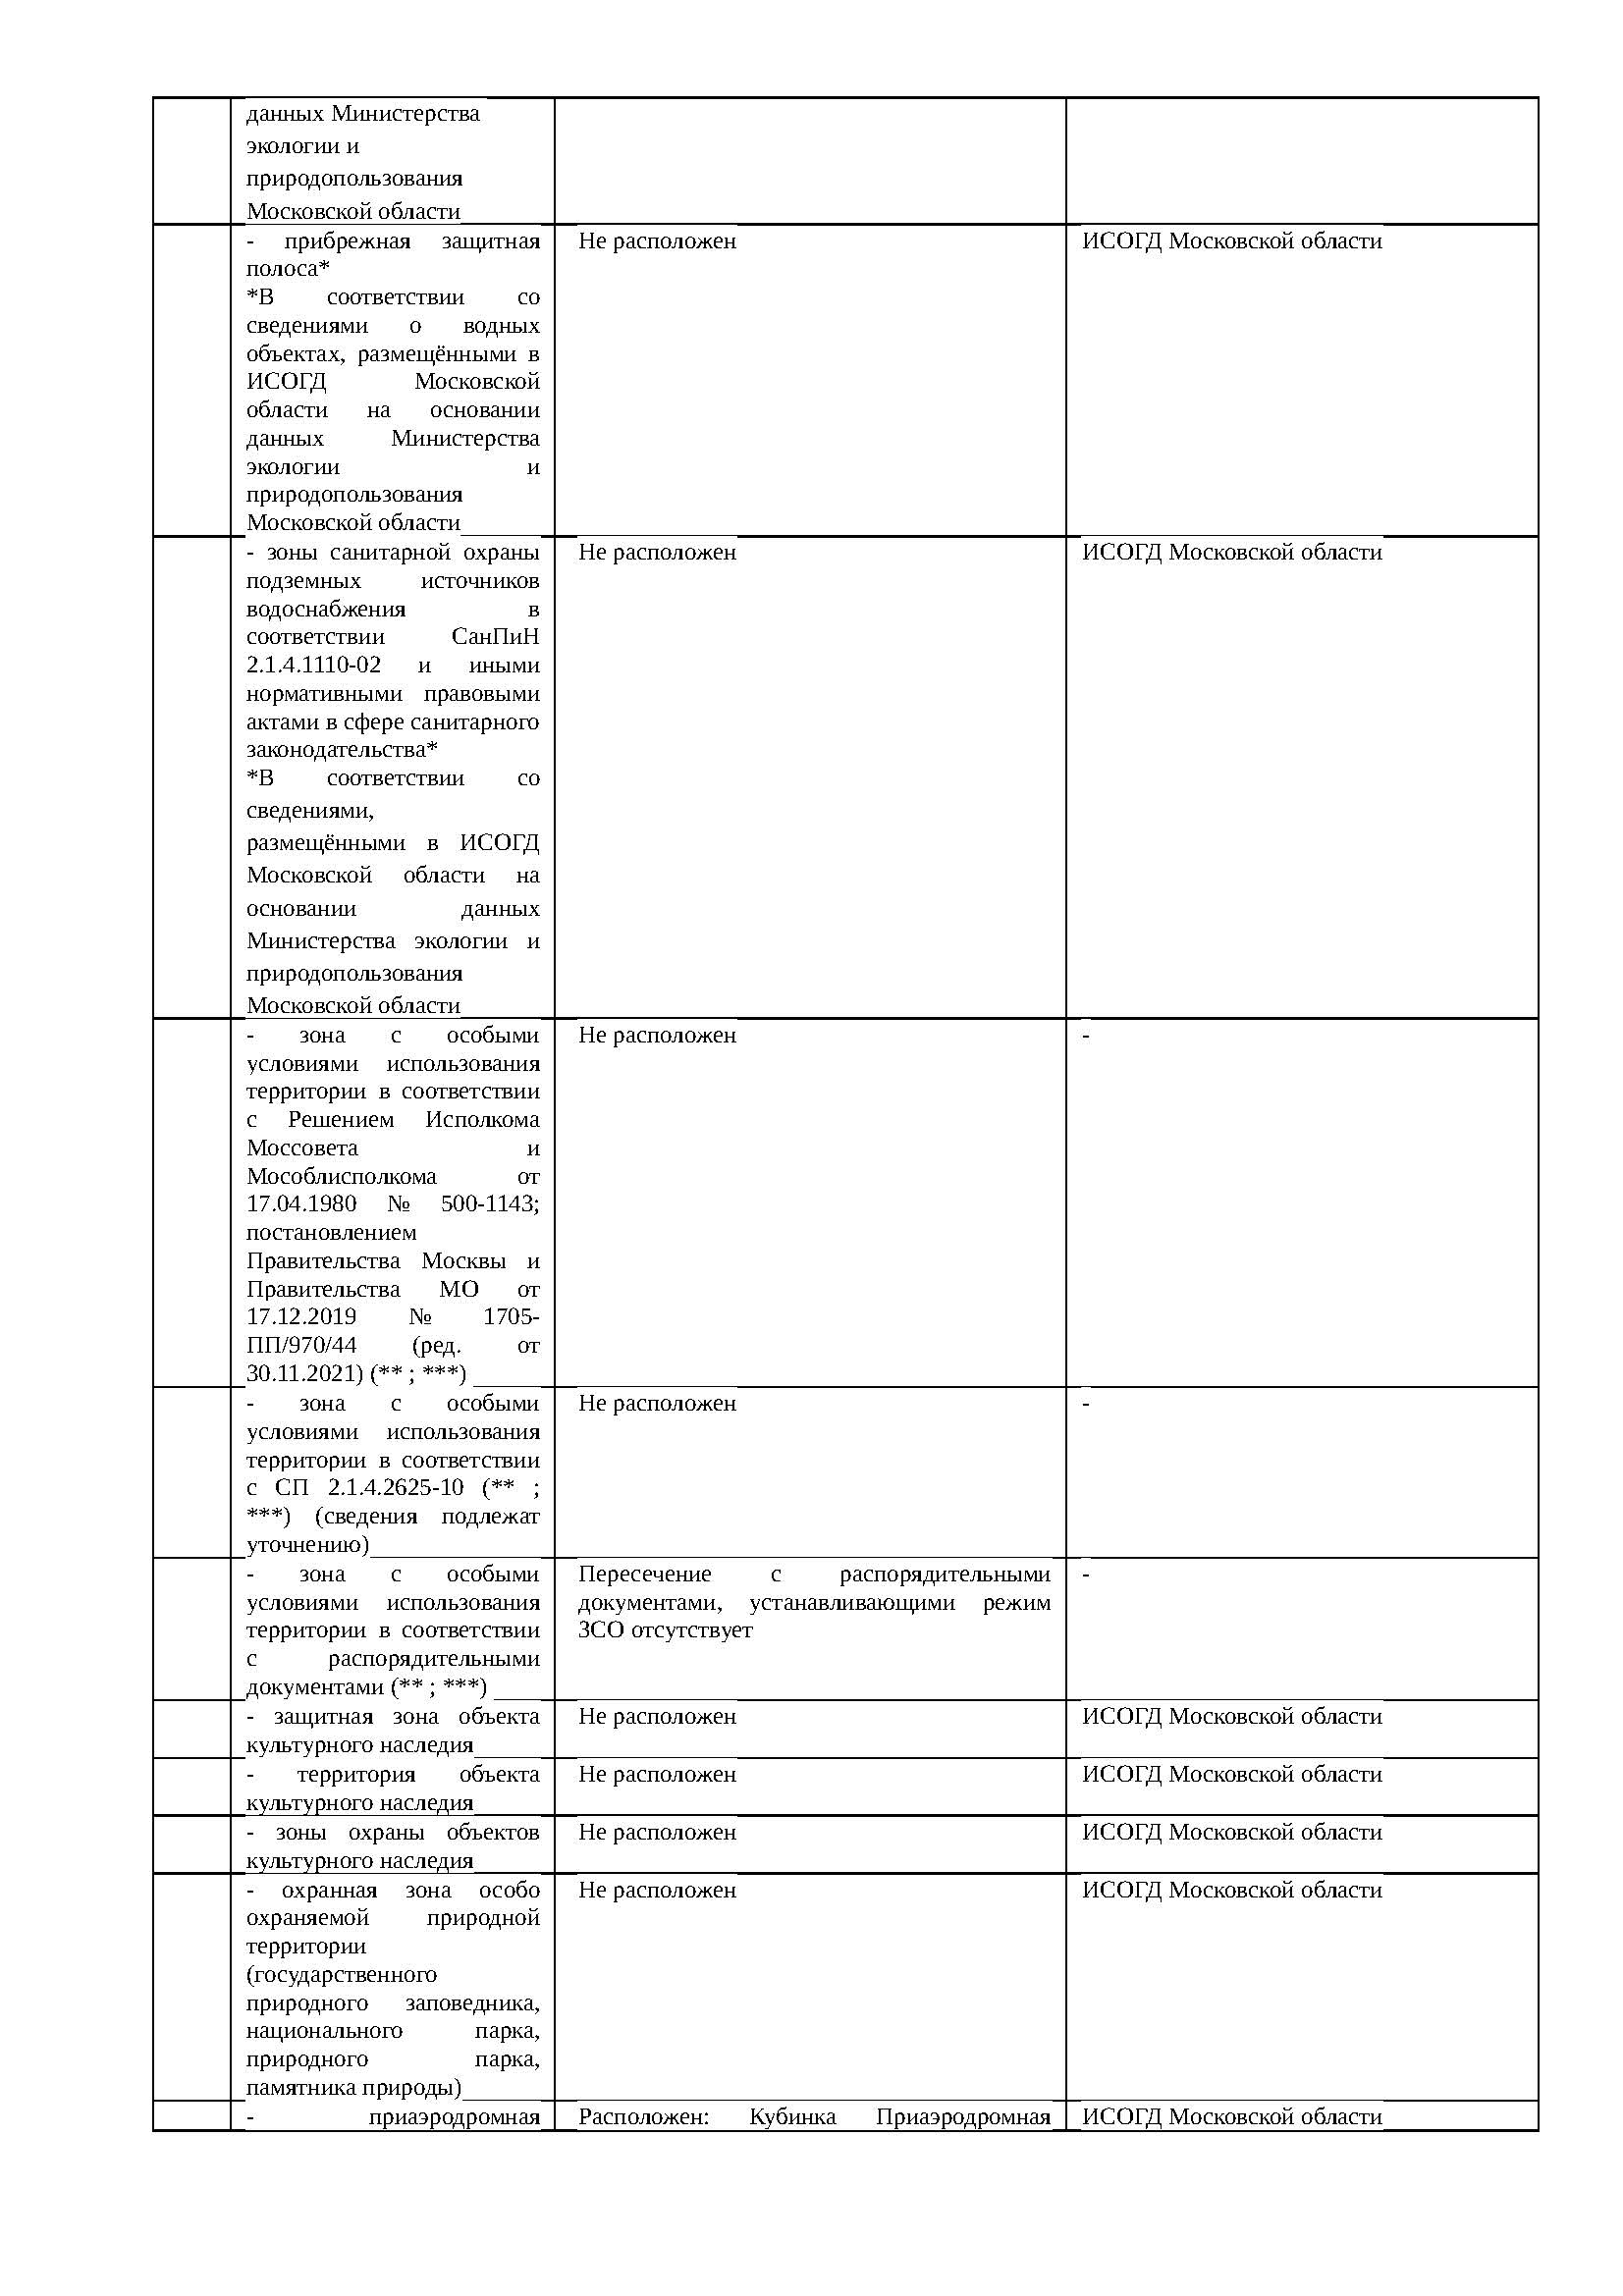 данных Министерства
экологии и
природопользования
Московской области
- прибрежная защитная
полоса*
*В соответствии со
сведениями о водных
объектах, размещёнными в
ИСОГД Московской
области на основании
данных Министерства
экологии и
природопользования
Московской области
Не расположен
ИСОГД Московской области
- зоны санитарной охраны
подземных источников
водоснабжения в
соответствии СанПиН
2.1.4.1110-02 и иными
нормативными правовыми
актами в сфере санитарного
законодательства*
*В соответствии со
сведениями,
размещёнными в ИСОГД
Московской области на
основании данных
Министерства экологии и
природопользования
Московской области
Не расположен
ИСОГД Московской области
- зона с особыми
условиями использования
территории в соответствии
с Решением Исполкома
Моссовета и
Мособлисполкома от
17.04.1980 № 500-1143;
постановлением
Правительства Москвы и
Правительства МО от
17.12.2019 № 1705-
ПП/970/44 (ред. от
30.11.2021) (** ; ***)
Не расположен
-
- зона с особыми
условиями использования
территории в соответствии
с СП 2.1.4.2625-10 (** ;
***) (сведения подлежат
уточнению)
Не расположен
-
- зона с особыми
условиями использования
территории в соответствии
с распорядительными
документами (** ; ***)
Пересечение с распорядительными
документами, устанавливающими режим
ЗСО отсутствует
-
- защитная зона объекта
культурного наследия
Не расположен
ИСОГД Московской области
- территория объекта
культурного наследия
Не расположен
ИСОГД Московской области
- зоны охраны объектов
культурного наследия
Не расположен
ИСОГД Московской области
- охранная зона особо
охраняемой природной
территории
(государственного
природного заповедника,
национального парка,
природного парка,
памятника природы)
Не расположен
ИСОГД Московской области
- приаэродромная
Расположен: Кубинка Приаэродромная
ИСОГД Московской области